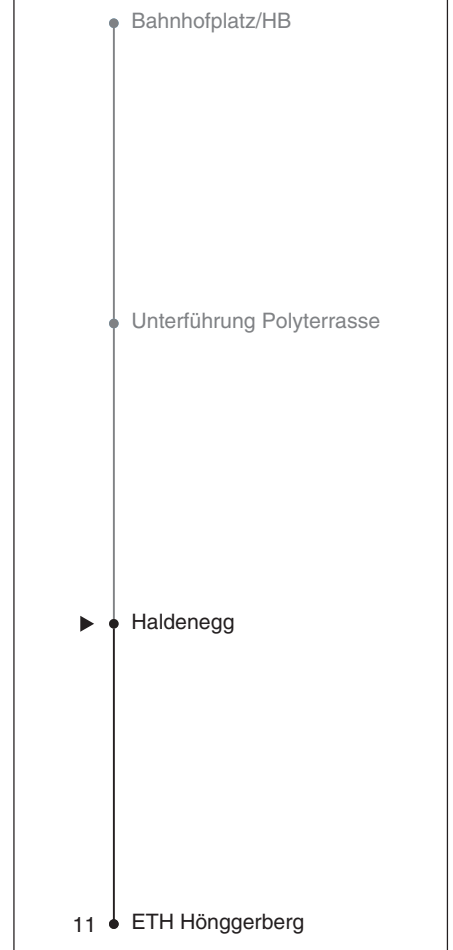 Bahnhofplatz/HB
Unterführung Polyterrasse
Haldenegg
11 ETH Hönggerberg